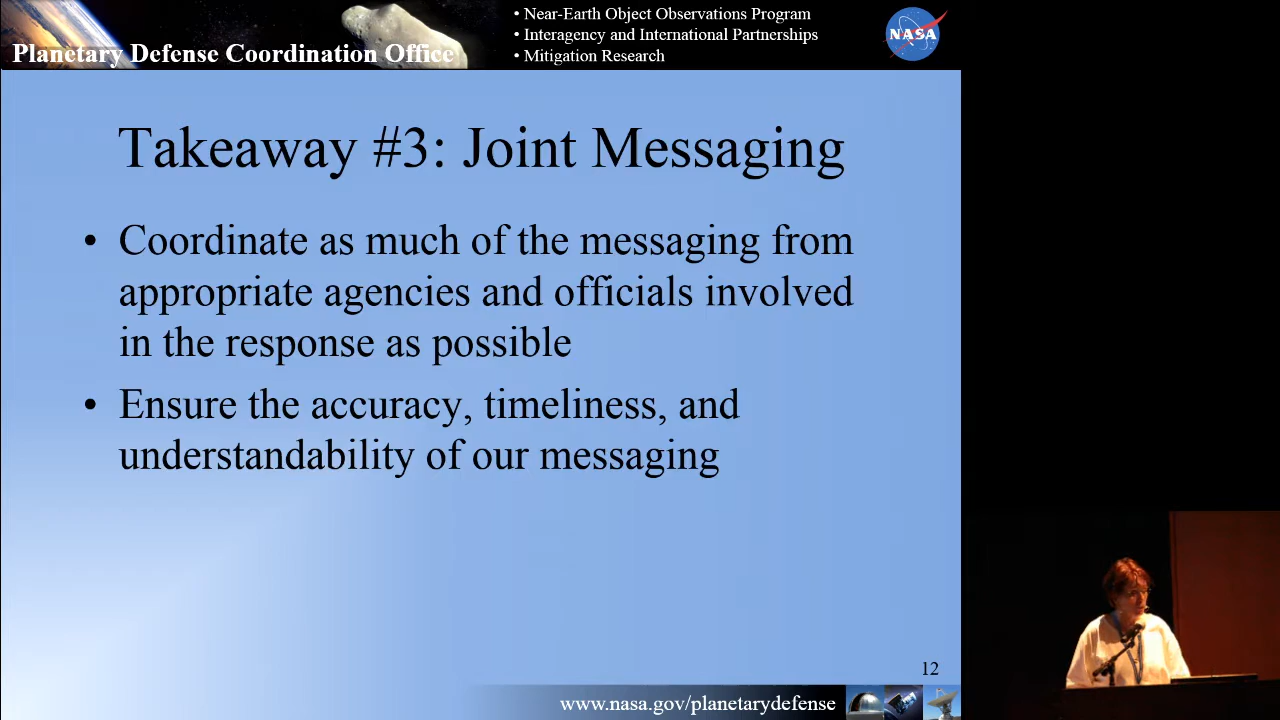 Planetary Defense Coordination Office
• Near-Earth Object Observations Program
• Interagency and International Partnerships
• Mitigation Research
NASA
Takeaway #3: Joint Messaging
• Coordinate as much of the messaging from
appropriate agencies and officials involved
in the response as possible
• Ensure the accuracy, timeliness, and
understandability of our messaging
12
www.nasa.gov/planetarydefense